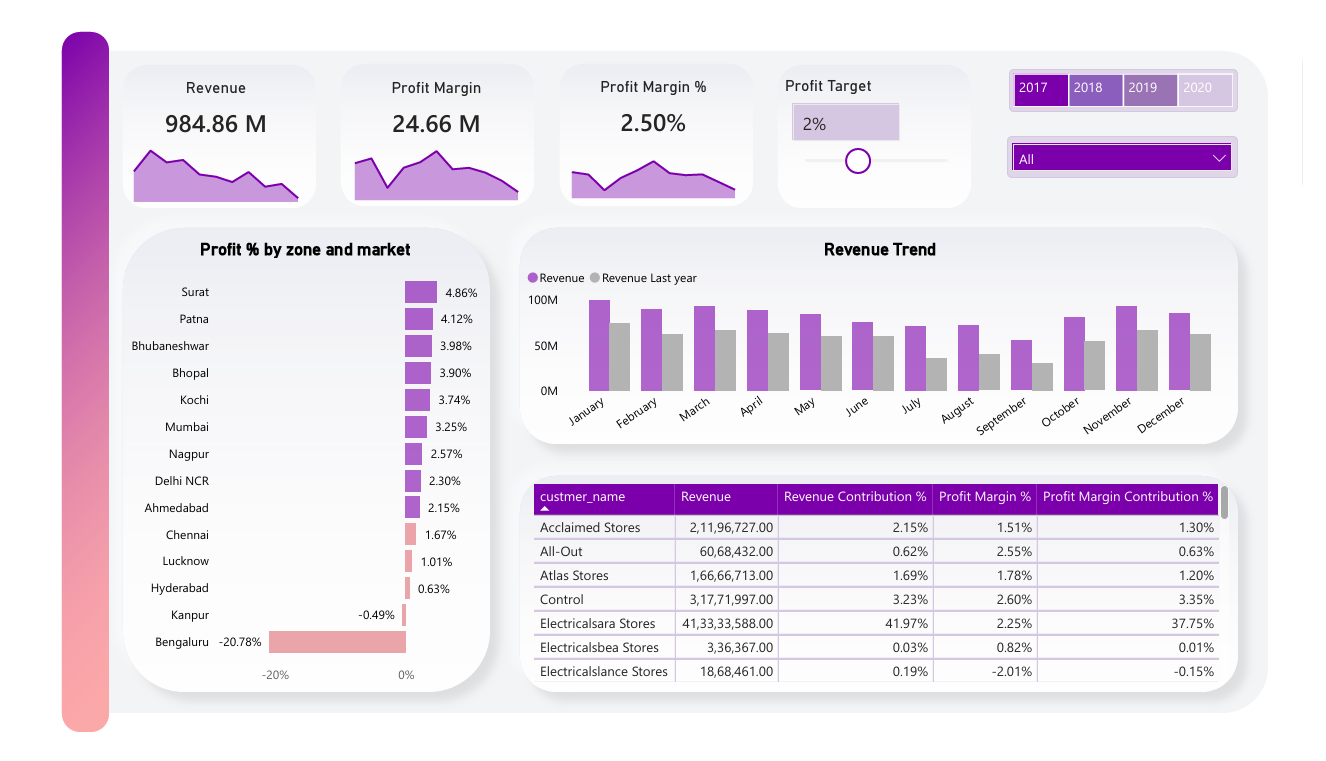 Revenue
984.86 M
Profit Margin
24.66 M
Profit Margin %
2.50%
Profit Target
2%
2017 2018 2019 2020
All
Profit % by zone and market
Surat 4.86%
Patna 4.12%
Bhubaneshwar 3.98%
Bhopal 3.90%
Kochi 3.74%
Mumbai 3.25%
Nagpur 2.57%
Delhi NCR 2.30%
Ahmedabad 2.15%
Chennai 1.67%
Lucknow 1.01%
Hyderabad 0.63%
Kanpur -0.49%
Bengaluru -20.78%
-20% 0%
Revenue Trend
Revenue Revenue Last year
100M
50M
0M
January February March April May June July August September October November December
custmer_name Revenue Revenue Contribution % Profit Margin % Profit Margin Contribution %
Acclaimed Stores 2,11,96,727.00 2.15% 1.51% 1.30%
All-Out 60,68,432.00 0.62% 2.55% 0.63%
Atlas Stores 1,66,66,713.00 1.69% 1.78% 1.20%
Control 3,17,71,997.00 3.23% 2.60% 3.35%
Electricalsara Stores 41,33,33,588.00 41.97% 2.25% 37.75%
Electricalsbea Stores 3,36,367.00 0.03% 0.82% 0.01%
Electricalslance Stores 18,68,461.00 0.19% -2.01% -0.15%